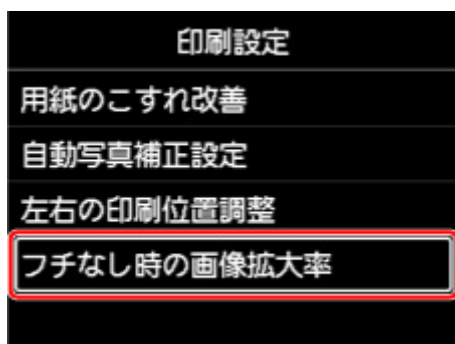 印刷設定
用紙のこすれ改善
自動写真補正設定
左右の印刷位置調整
フチなし時の画像拡大率